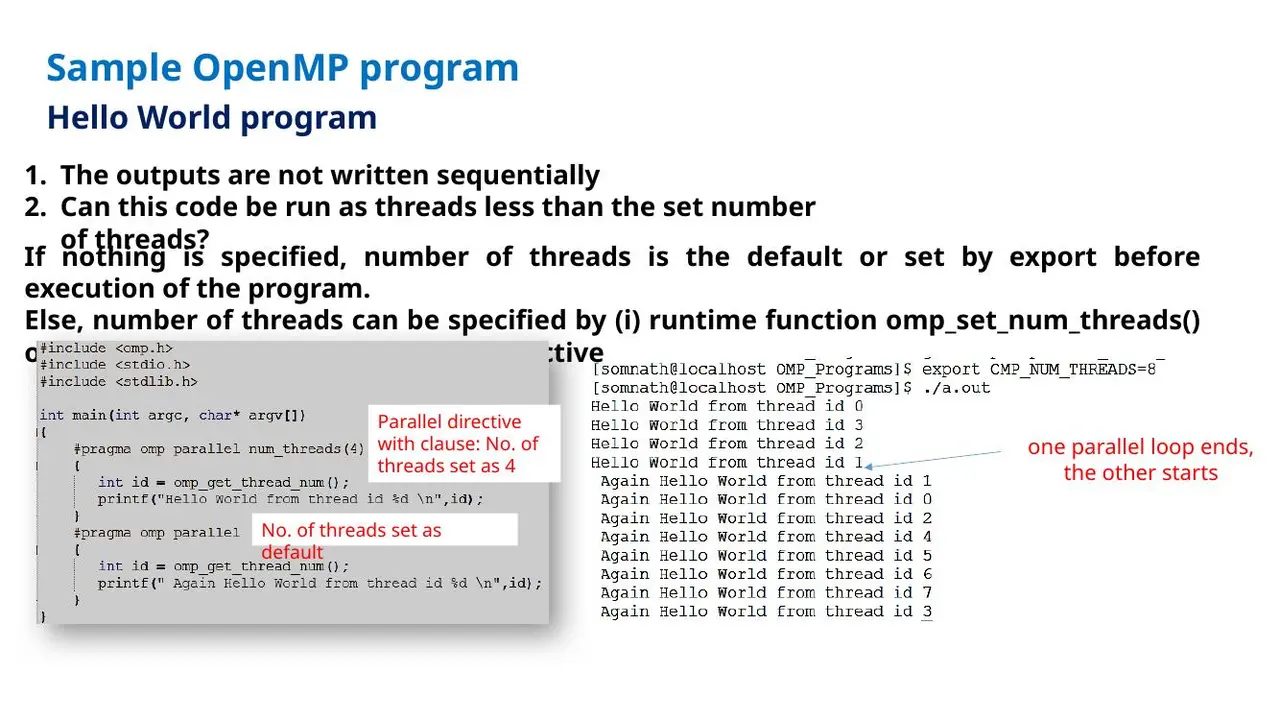 Sample OpenMP program
Hello World program
1. The outputs are not written sequentially
2. Can this code be run as threads less than the set number
of threads?
If nothing is specified, number of threads is the default or set by export before
execution of the program.
Else, number of threads can be specified by (i) runtime function omp_set_num_threads()
#include <omp.h>
#include <stdio.h>
#include <stdlib.h>
int main(int argc, char* argv[])
{
#pragma omp parallel num_threads(4)
{
int id = omp_get_thread_num();
printf("Hello World from thread id %d \n",id);
}
#pragma omp parallel
{
int id = omp_get_thread_num();
printf(" Again Hello World from thread id %d \n",id);
}
}
Parallel directive
with clause: No. of
threads set as 4
No. of threads set as
default
[somnath@localhost OMP_Programs]$ export CMP_NUM_THREADS=8
[somnath@localhost OMP_Programs]$ ./a.out
Hello World from thread id 0
Hello World from thread id 3
Hello World from thread id 2
Hello World from thread id 1
Again Hello World from thread id 1
Again Hello World from thread id 0
Again Hello World from thread id 2
Again Hello World from thread id 4
Again Hello World from thread id 5
Again Hello World from thread id 6
Again Hello World from thread id 7
Again Hello World from thread id 3
one parallel loop ends,
the other starts